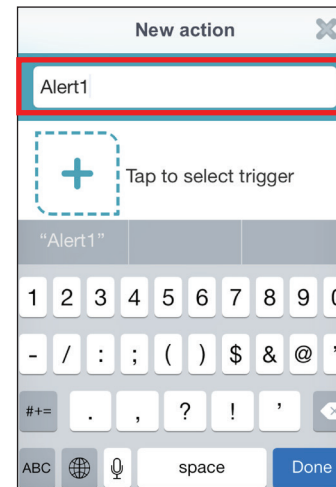 New action
Alert1
Tap to select trigger
“Alert1”
1 2 3 4 5 6 7 8 9 0
- / : ; ( ) $ & @ "
#+= . , ? ! ’
ABC space Done